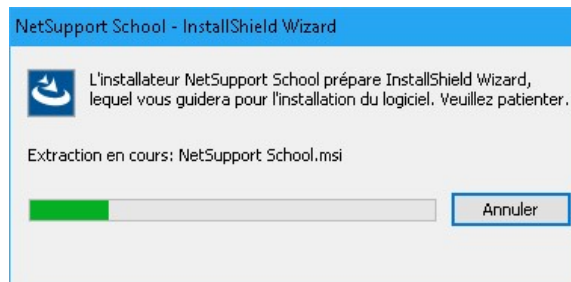 NetSupport School - InstallShield Wizard
L'installateur NetSupport School prépare InstallShield Wizard,
lequel vous guidera pour l'installation du logiciel. Veuillez patienter.
Extraction en cours: NetSupport School.msi
Annuler